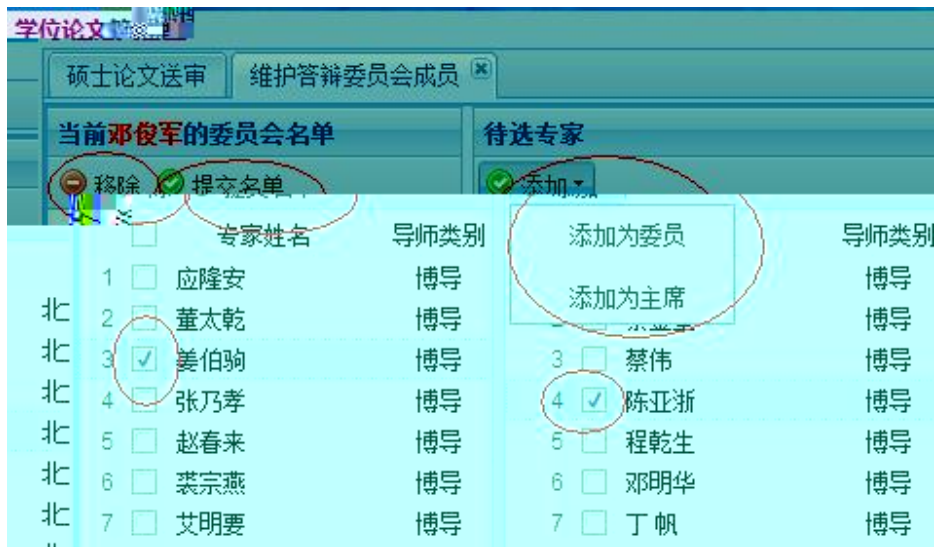 学位论文
硕士论文送审 维护答辩委员会成员
当前邓俊军的委员会名单 待选专家
移除 提交名单 添加
专家姓名 导师类别 添加为委员 导师类别
1 应隆安 博导 博导
添加为主席
北 2 董太乾 博导 博导
北 3 姜伯驹 博导 3 蔡伟 博导
北 4 张乃孝 博导 4 陈亚浙 博导
北 5 赵春来 博导 5 程乾生 博导
北 6 裘宗燕 博导 6 邓明华 博导
北 7 艾明要 博导 7 丁帆 博导